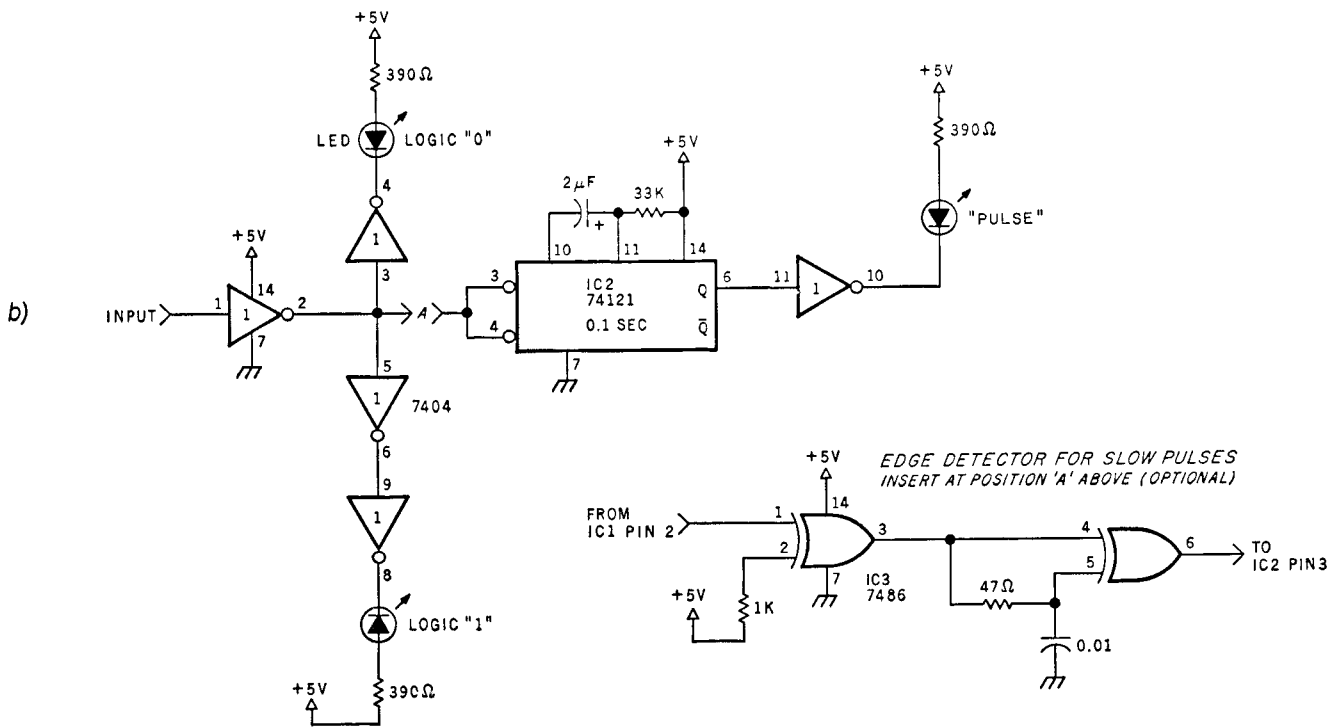 b)
+5V
390Ω
LED
LOGIC "0"
4
1
3
+5V
14
INPUT
1
1
2
7
A
5
1
7404
6
9
1
8
LOGIC "1"
+5V
390Ω
2μF
+
33K
+5V
10
11
14
3
4
IC2
74121
0.1 SEC
Q
Q̅
7
6
11
1
10
+5V
390Ω
"PULSE"
EDGE DETECTOR FOR SLOW PULSES
INSERT AT POSITION 'A' ABOVE (OPTIONAL)
FROM
IC1 PIN 2
+5V
14
1
2
3
7
IC3
7486
+5V
1K
47Ω
0.01
4
5
6
TO
IC2 PIN3